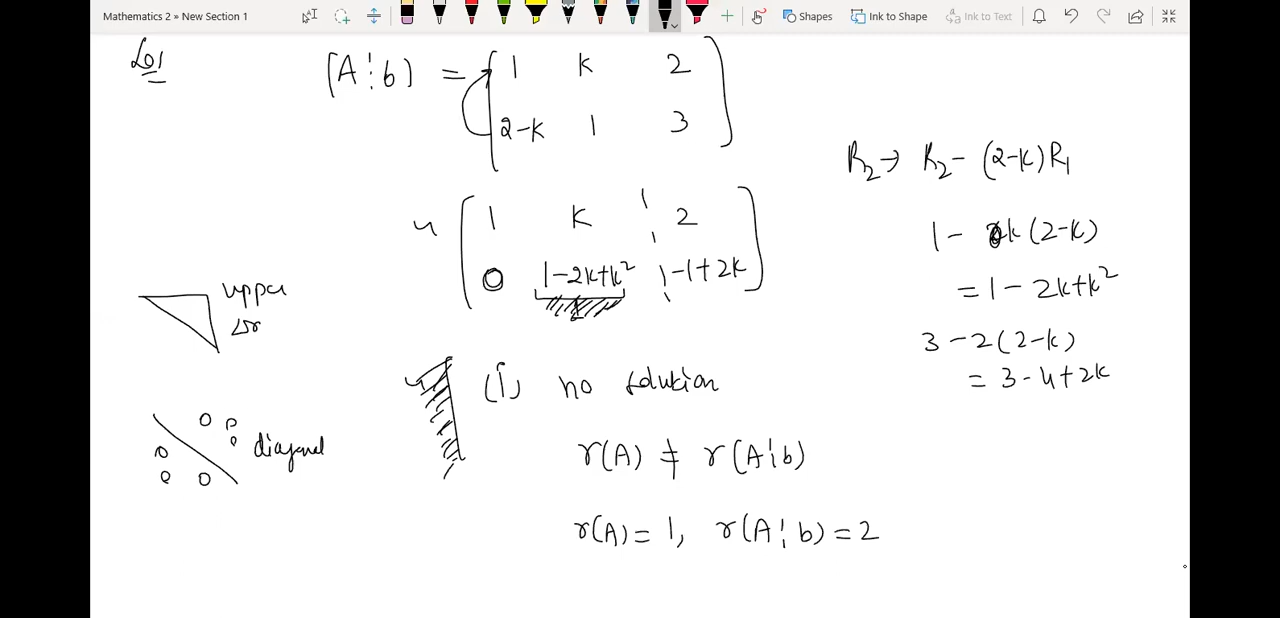 Mathematics 2 » New Section 1
Shapes
Ink to Shape
Ink to Text
Sol
(A ¦ b) = ( 1 k 2
2-k 1 3 )
R₂ → R₂ - (2-k)R₁
~ ( 1 k ¦ 2
0 1-2k+k² ¦ -1+2k )
1 - k(2-k)
= 1 - 2k+k²
3 - 2(2-k)
= 3 - 4+2k
upper
Δr
diagonal
(i) no solution
r(A) ≠ r(A¦b)
r(A) = 1, r(A¦b) = 2